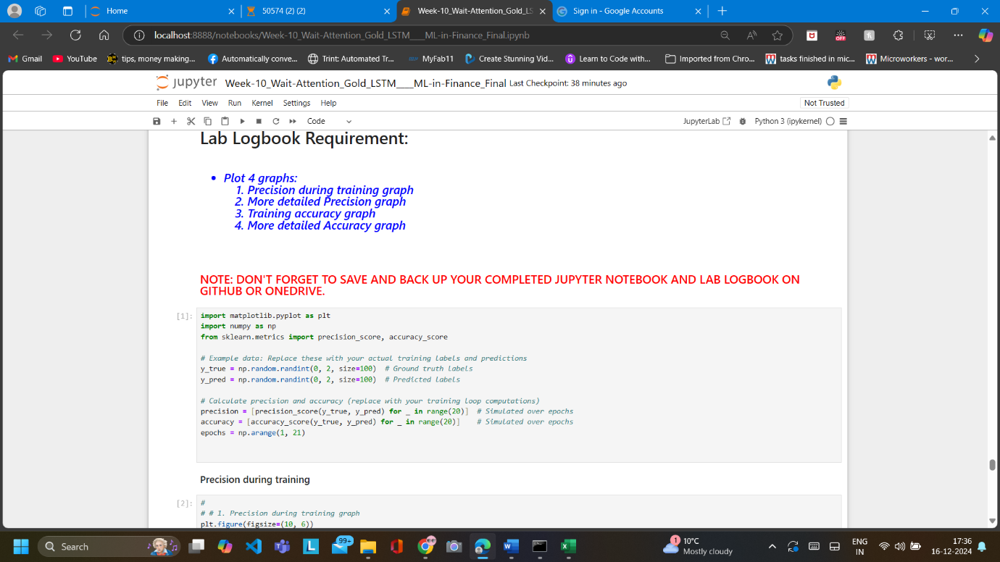 Home
50574 (2) (2)
Week-10_Wait-Attention_Gold_LS
Sign in - Google Accounts
localhost:8888/notebooks/Week-10_Wait-Attention_Gold_LSTM____ML-in-Finance_Final.ipynb
OFF
Gmail
YouTube
tips, money making...
Automatically conve...
Trint: Automated Tr...
MyFab11
Create Stunning Vid...
Learn to Code with...
Imported from Chro...
tasks finished in mic...
Microworkers - wor...
jupyter Week-10_Wait-Attention_Gold_LSTM____ML-in-Finance_Final Last Checkpoint: 38 minutes ago
File Edit View Run Kernel Settings Help
Not Trusted
Code
JupyterLab
Python 3 (ipykernel)
Lab Logbook Requirement:
• Plot 4 graphs:
1. Precision during training graph
2. More detailed Precision graph
3. Training accuracy graph
4. More detailed Accuracy graph
NOTE: DON'T FORGET TO SAVE AND BACK UP YOUR COMPLETED JUPYTER NOTEBOOK AND LAB LOGBOOK ON
GITHUB OR ONEDRIVE.
[1]: import matplotlib.pyplot as plt
import numpy as np
from sklearn.metrics import precision_score, accuracy_score
# Example data: Replace these with your actual training labels and predictions
y_true = np.random.randint(0, 2, size=100) # Ground truth labels
y_pred = np.random.randint(0, 2, size=100) # Predicted labels
# Calculate precision and accuracy (replace with your training loop computations)
precision = [precision_score(y_true, y_pred) for _ in range(20)] # Simulated over epochs
accuracy = [accuracy_score(y_true, y_pred) for _ in range(20)] # Simulated over epochs
epochs = np.arange(1, 21)
Precision during training
[2]: #
# # 1. Precision during training graph
plt.figure(figsize=(10, 6))
Search
99+
1
10°C
Mostly cloudy
ENG
IN
17:36
16-12-2024